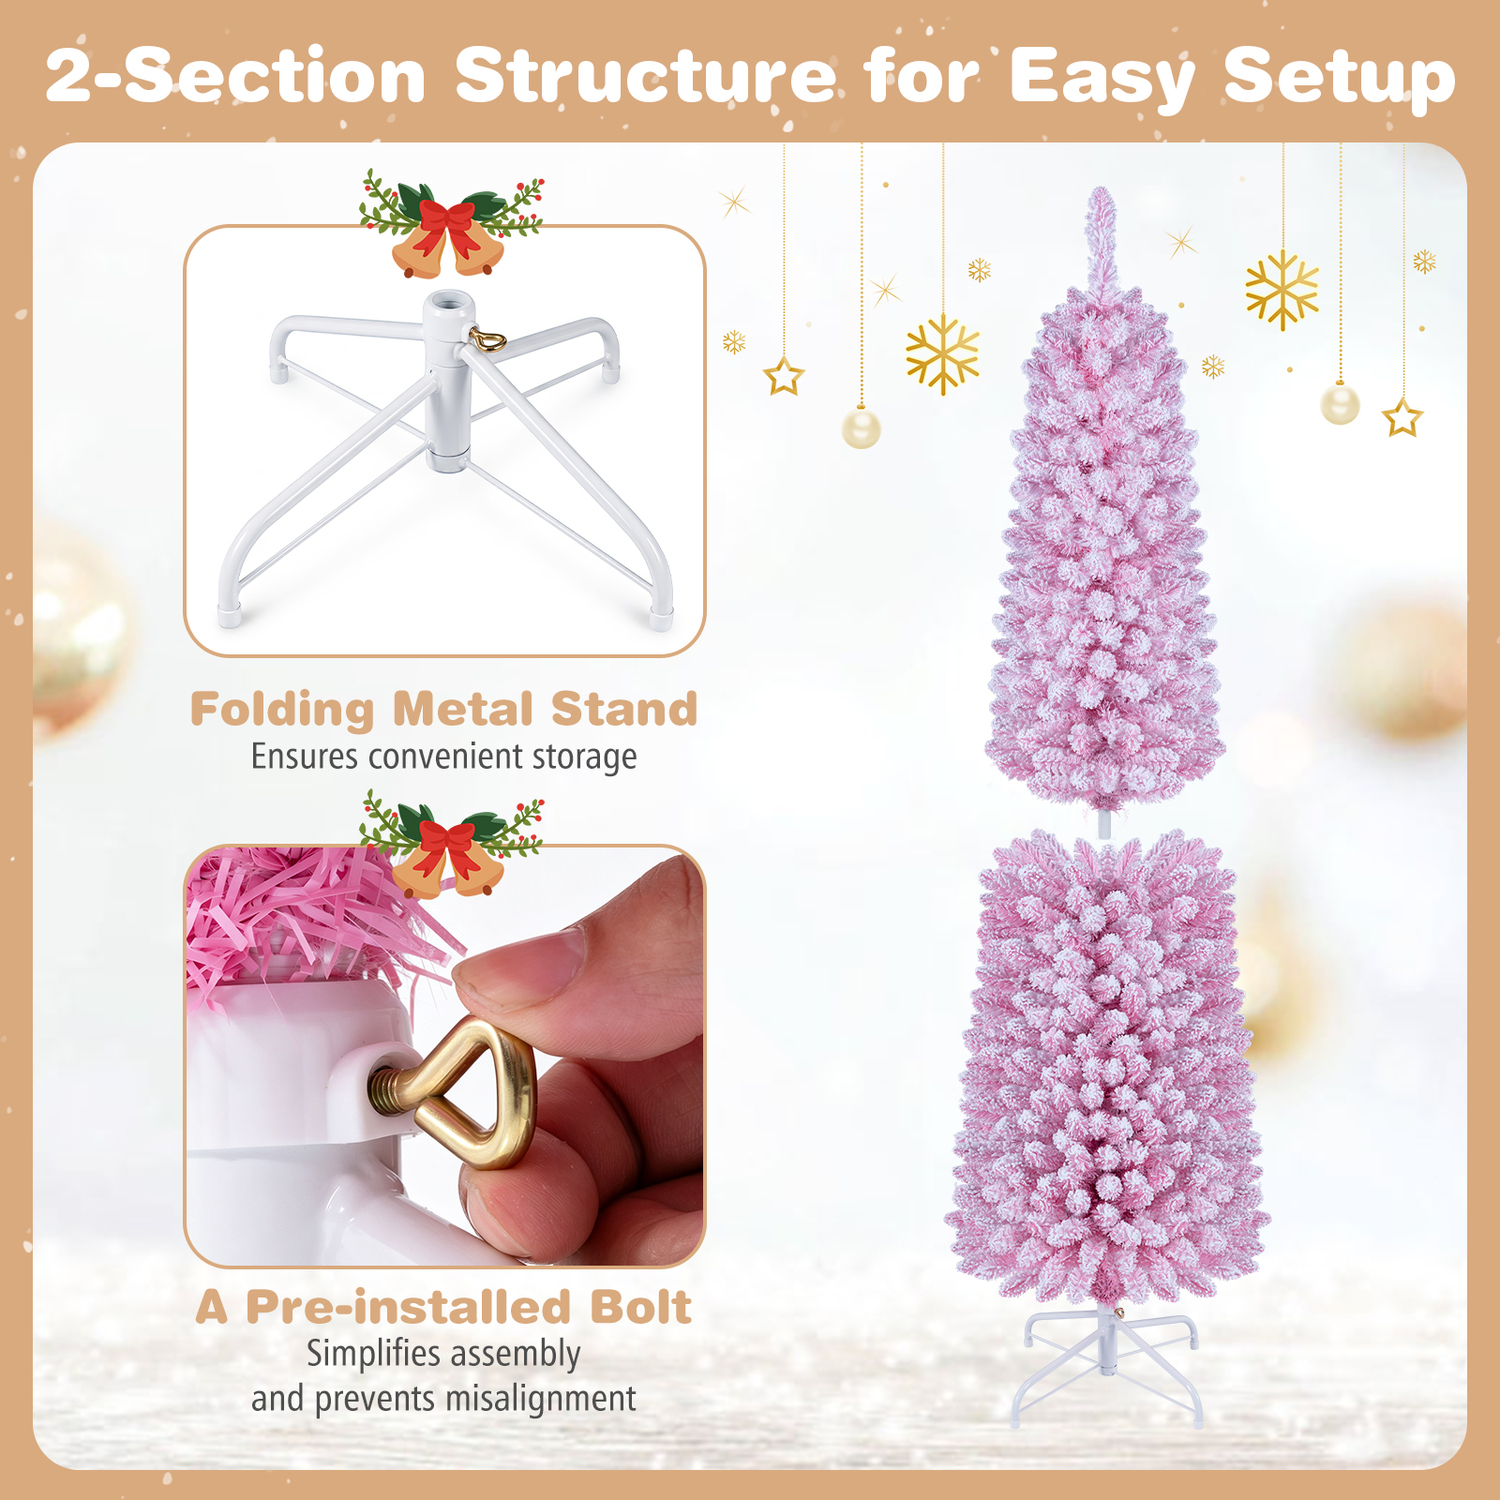 2-Section Structure for Easy Setup
Folding Metal Stand
Ensures convenient storage
A Pre-installed Bolt
Simplifies assembly
and prevents misalignment